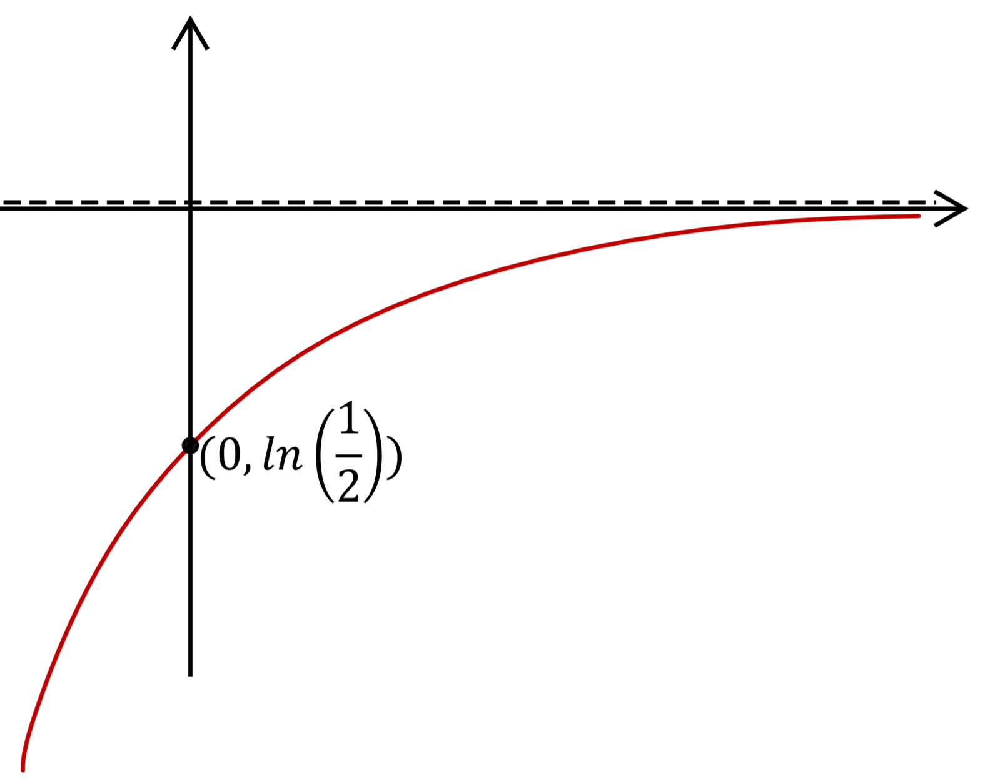 (0, ln (1/2))